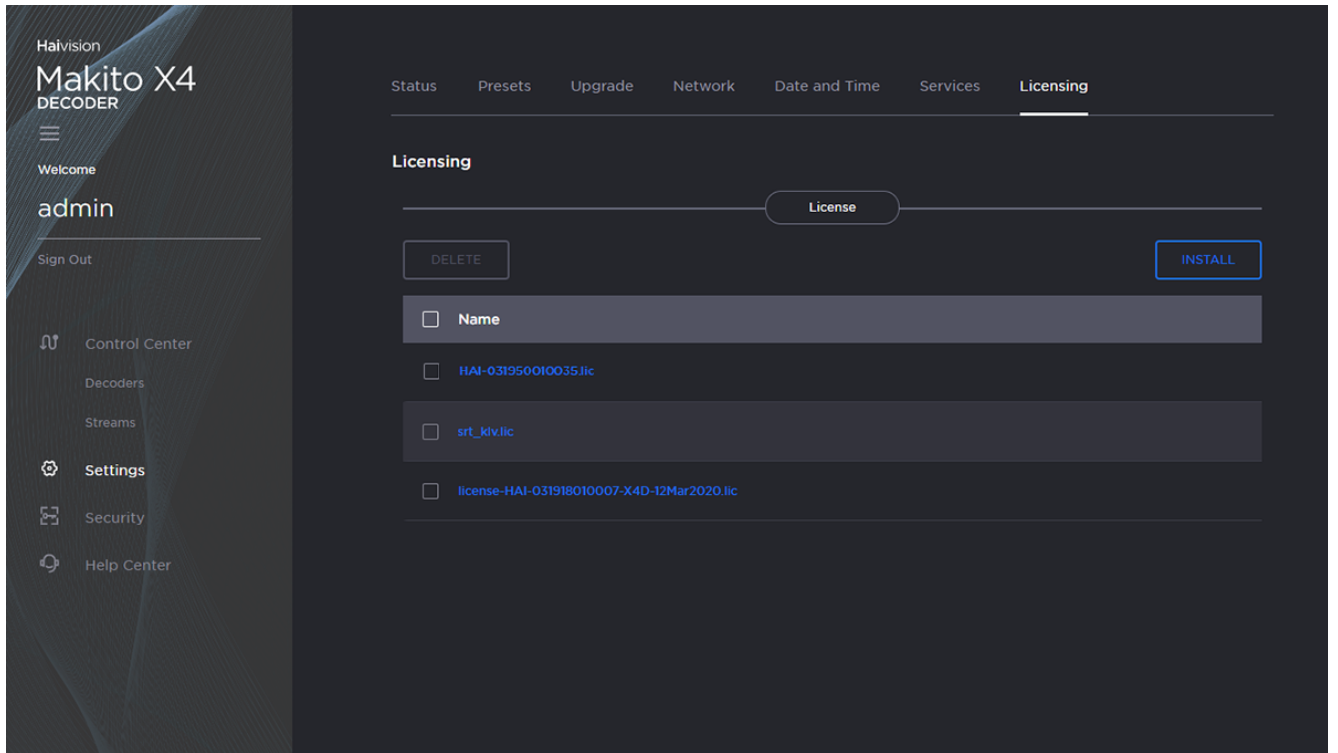 Haivision
Makito X4
DECODER
Welcome
admin
Sign Out
Control Center
Decoders
Streams
Settings
Security
Help Center
Status Presets Upgrade Network Date and Time Services Licensing
Licensing
License
DELETE INSTALL
Name
HAI-031950010035.lic
srt_klv.lic
license-HAI-031918010007-X4D-12Mar2020.lic